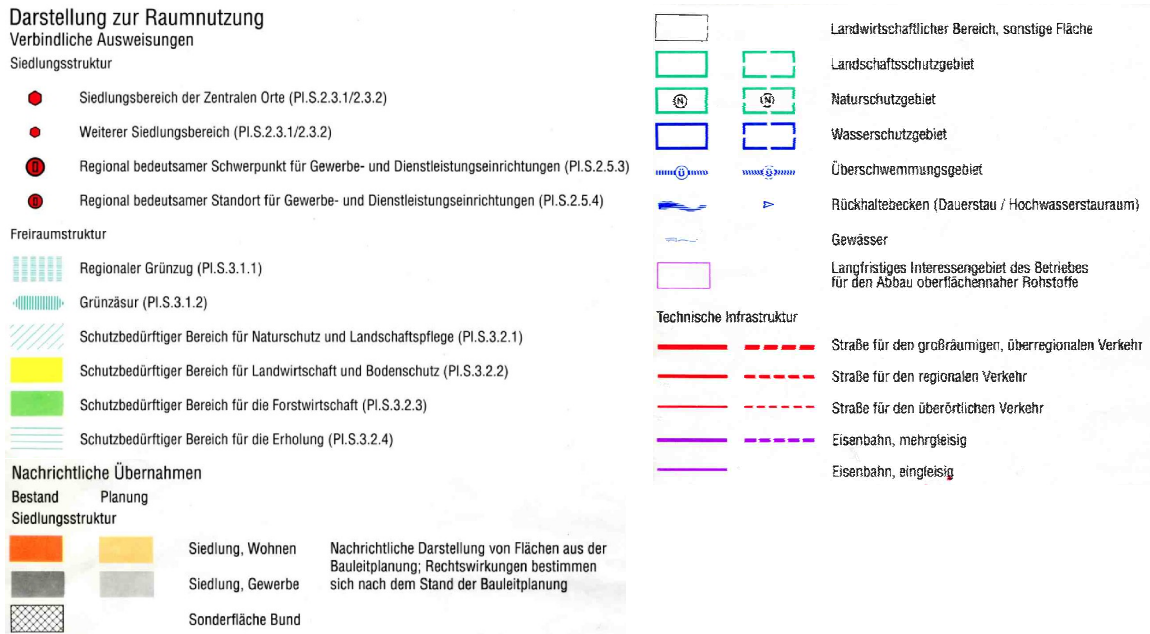 Darstellung zur Raumnutzung
Verbindliche Ausweisungen
Siedlungsstruktur
Siedlungsbereich der Zentralen Orte (Pl.S.2.3.1/2.3.2)
Weiterer Siedlungsbereich (Pl.S.2.3.1/2.3.2)
Regional bedeutsamer Schwerpunkt für Gewerbe- und Dienstleistungseinrichtungen (Pl.S.2.5.3)
Regional bedeutsamer Standort für Gewerbe- und Dienstleistungseinrichtungen (Pl.S.2.5.4)
Freiraumstruktur
Regionaler Grünzug (Pl.S.3.1.1)
Grünzäsur (Pl.S.3.1.2)
Schutzbedürftiger Bereich für Naturschutz und Landschaftspflege (Pl.S.3.2.1)
Schutzbedürftiger Bereich für Landwirtschaft und Bodenschutz (Pl.S.3.2.2)
Schutzbedürftiger Bereich für die Forstwirtschaft (Pl.S.3.2.3)
Schutzbedürftiger Bereich für die Erholung (Pl.S.3.2.4)
Nachrichtliche Übernahmen
Bestand Planung
Siedlungsstruktur
Siedlung, Wohnen
Siedlung, Gewerbe
Sonderfläche Bund
Nachrichtliche Darstellung von Flächen aus der
Bauleitplanung; Rechtswirkungen bestimmen
sich nach dem Stand der Bauleitplanung
Landwirtschaftlicher Bereich, sonstige Fläche
Landschaftsschutzgebiet
N N Naturschutzgebiet
Wasserschutzgebiet
Ü Ü Überschwemmungsgebiet
Rückhaltebecken (Dauerstau / Hochwasserstauraum)
Gewässer
Langfristiges Interessengebiet des Betriebes
für den Abbau oberflächennaher Rohstoffe
Technische Infrastruktur
Straße für den großräumigen, überregionalen Verkehr
Straße für den regionalen Verkehr
Straße für den überörtlichen Verkehr
Eisenbahn, mehrgleisig
Eisenbahn, eingleisig